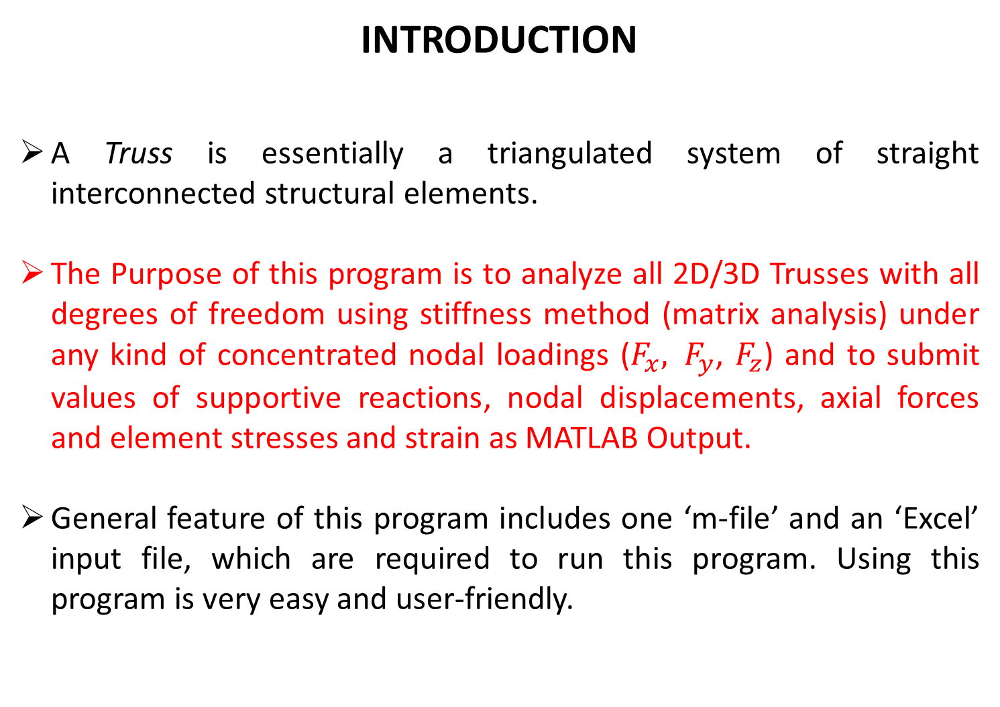 INTRODUCTION
➢ A Truss is essentially a triangulated system of straight
interconnected structural elements.
➢ The Purpose of this program is to analyze all 2D/3D Trusses with all
degrees of freedom using stiffness method (matrix analysis) under
any kind of concentrated nodal loadings (𝐹𝑥, 𝐹𝑦, 𝐹𝑧) and to submit
values of supportive reactions, nodal displacements, axial forces
and element stresses and strain as MATLAB Output.
➢ General feature of this program includes one ‘m-file’ and an ‘Excel’
input file, which are required to run this program. Using this
program is very easy and user-friendly.